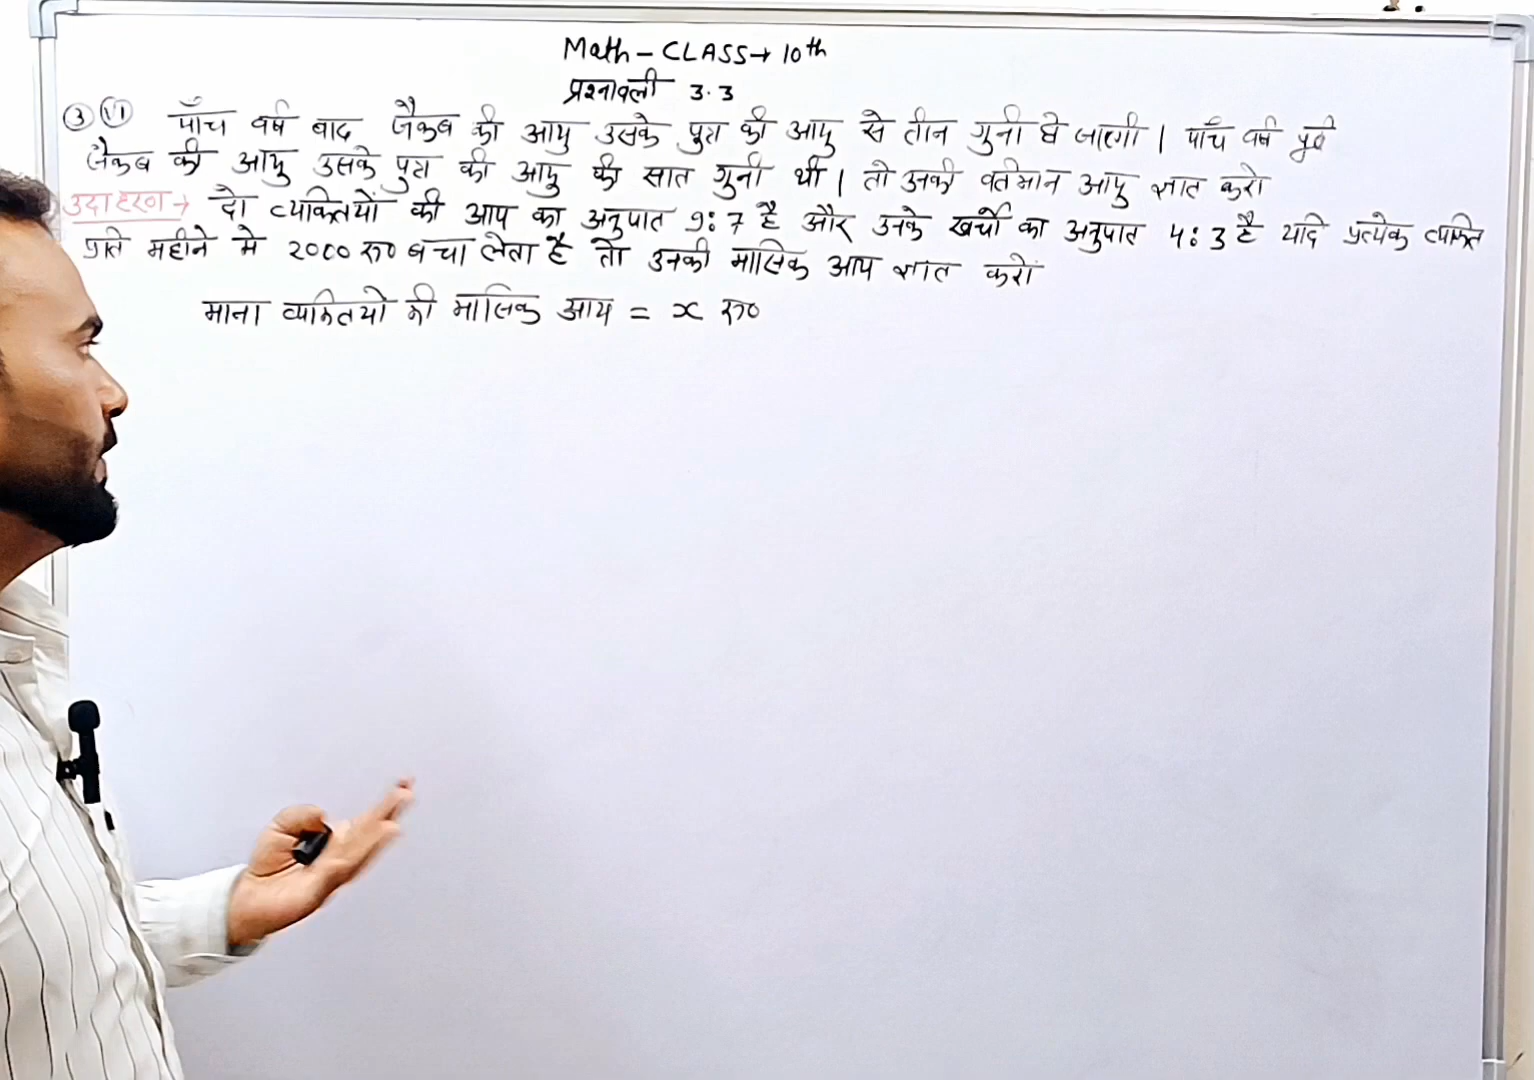 Math - CLASS → 10th
प्रश्नावली 3.3
③ (VI) पाँच वर्ष बाद जैकब की आयु उसके पुत्र की आयु से तीन गुनी हो जाएगी । पाँच वर्ष पूर्व
जैकब की आयु उसके पुत्र की आयु की सात गुनी थी । तो उनकी वर्तमान आयु ज्ञात करो
उदाहरण → दो व्यक्तियों की आय का अनुपात 9:7 है और उनके खर्चो का अनुपात 4:3 है यदि प्रत्येक व्यक्ति
प्रति महीने मे 2000 रु० बचा लेता है तो उनकी मासिक आय ज्ञात करों
माना व्यक्तियो की मासिक आय = x रु०